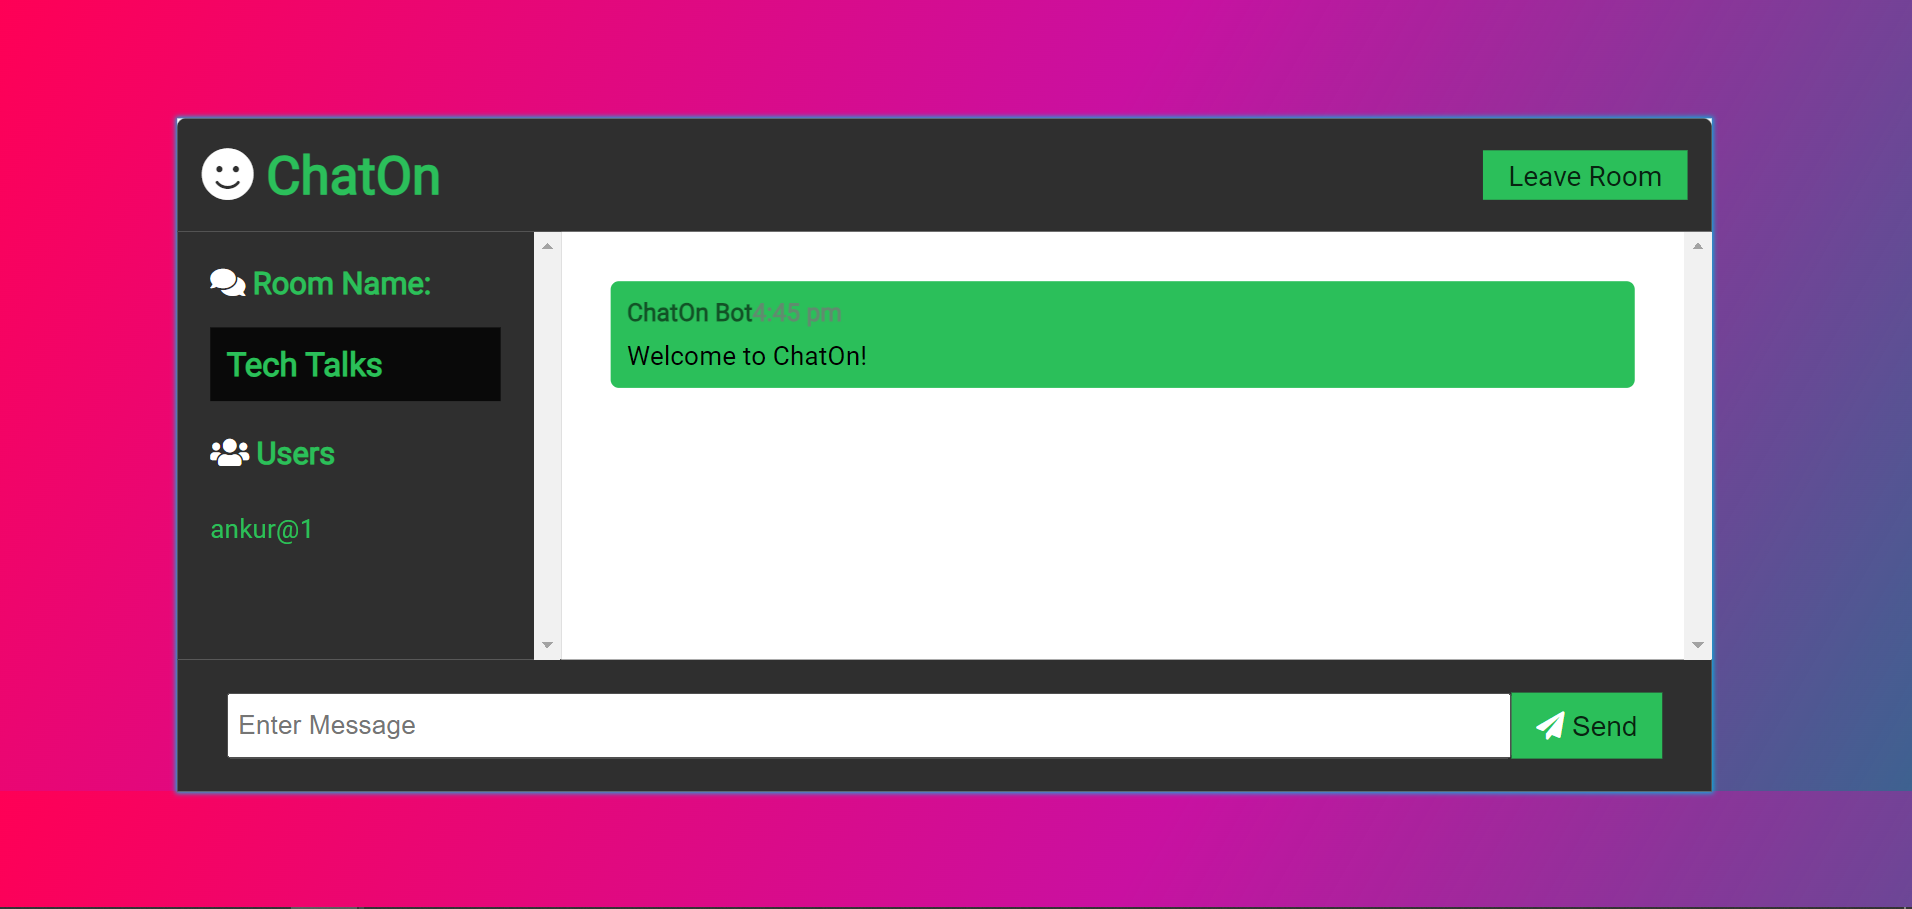 ChatOn
Leave Room
Room Name:
Tech Talks
Users
ankur@1
ChatOn Bot4:45 pm
Welcome to ChatOn!
Enter Message
Send